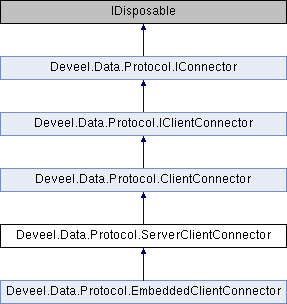 IDisposable
Deveel.Data.Protocol.IConnector
Deveel.Data.Protocol.IClientConnector
Deveel.Data.Protocol.ClientConnector
Deveel.Data.Protocol.ServerClientConnector
Deveel.Data.Protocol.EmbeddedClientConnector